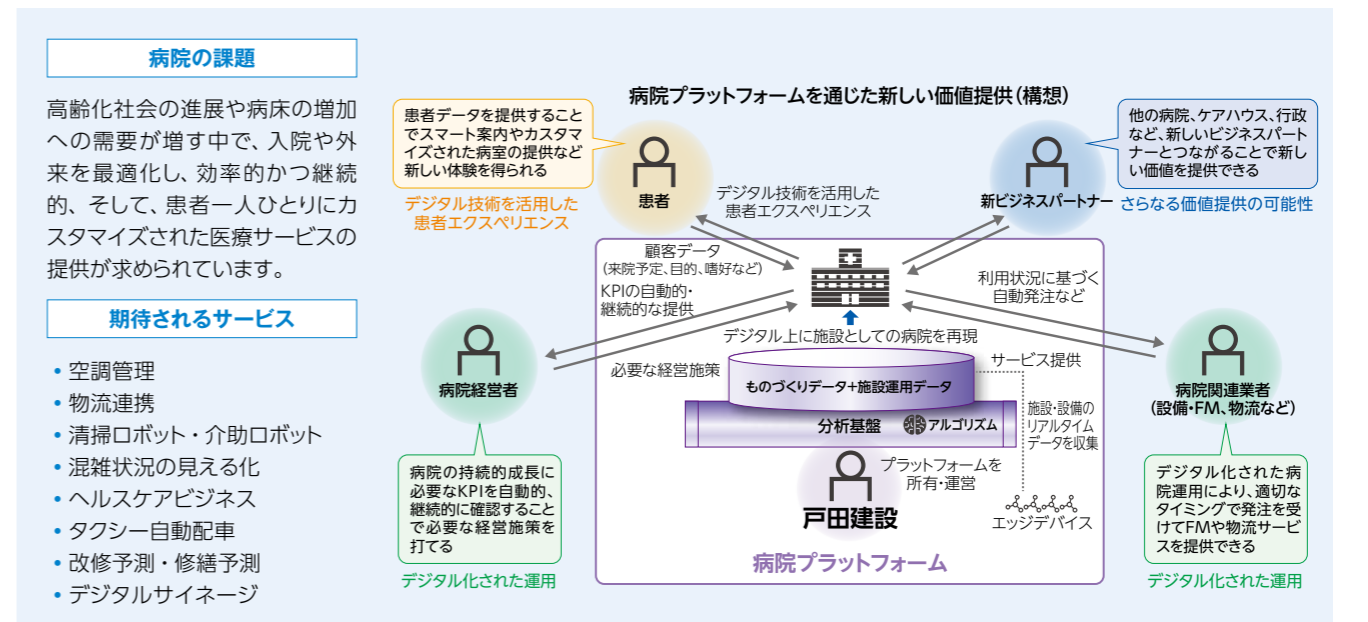 病院の課題
高齢化社会の進展や病床の増加
への需要が増す中で、入院や外
来を最適化し、効率的かつ継続
的、そして、患者一人ひとりにカ
スタマイズされた医療サービスの
提供が求められています。
期待されるサービス
・空調管理
・物流連携
・清掃ロボット・介助ロボット
・混雑状況の見える化
・ヘルスケアビジネス
・タクシー自動配車
・改修予測・修繕予測
・デジタルサイネージ
病院プラットフォームを通じた新しい価値提供(構想)
患者データを提供すること
でスマート案内やカスタマ
イズされた病室の提供など
新しい体験を得られる
デジタル技術を活用した
患者エクスペリエンス
患者
デジタル技術を活用した
患者エクスペリエンス
新ビジネスパートナー
他の病院、ケアハウス、行政
など、新しいビジネスパート
ナーとつながることで新し
い価値を提供できる
さらなる価値提供の可能性
顧客データ
(来院予定、目的、嗜好など)
KPIの自動的・
継続的な提供
利用状況に基づく
自動発注など
デジタル上に施設としての病院を再現
必要な経営施策
サービス提供
ものづくりデータ+施設運用データ
分析基盤
アルゴリズム
施設・設備の
リアルタイム
データを収集
プラットフォームを
所有・運営
戸田建設
エッジデバイス
病院プラットフォーム
病院経営者
病院の持続的成長に
必要なKPIを自動的、
継続的に確認すること
で必要な経営施策を
打てる
デジタル化された運用
病院関連業者
(設備・FM、物流など)
デジタル化された病
院運用により、適切な
タイミングで発注を受
けてFMや物流サービ
スを提供できる
デジタル化された運用